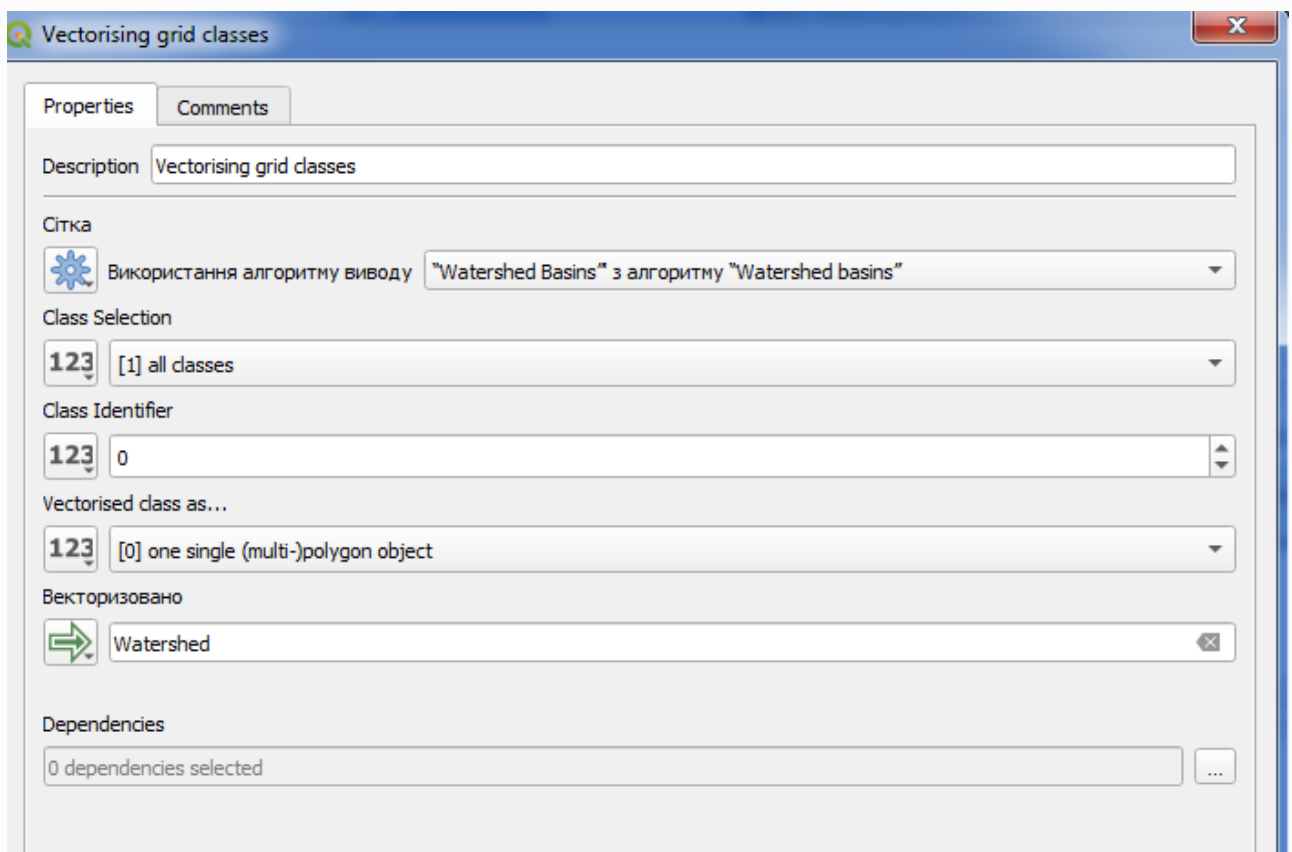 Vectorising grid classes
X
Properties Comments
Description Vectorising grid classes
Сітка
Використання алгоритму виводу "Watershed Basins" з алгоритму "Watershed basins"
Class Selection
123 [1] all classes
Class Identifier
123 0
Vectorised class as...
123 [0] one single (multi-)polygon object
Векторизовано
Watershed
Dependencies
0 dependencies selected ...